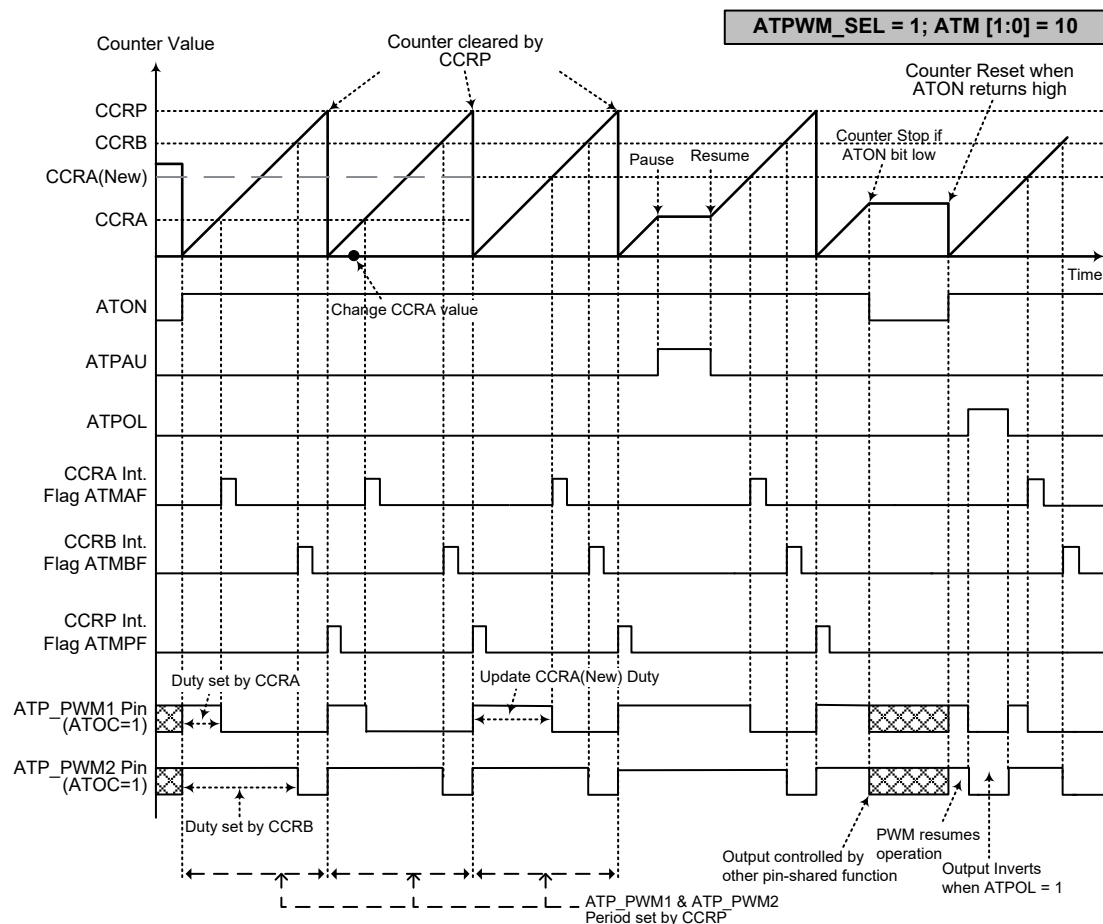 ATPWM_SEL = 1; ATM [1:0] = 10
Counter Value
Counter cleared by
CCRP
Counter Reset when
ATON returns high
CCRP
CCRB
CCRA(New)
CCRA
Pause
Resume
Counter Stop if
ATON bit low
Time
Change CCRA value
ATON
ATPAU
ATPOL
CCRA Int.
Flag ATMAF
CCRB Int.
Flag ATMBF
CCRP Int.
Flag ATMPF
Duty set by CCRA
Update CCRA(New) Duty
ATP_PWM1 Pin
(ATOC=1)
ATP_PWM2 Pin
(ATOC=1)
Duty set by CCRB
Output controlled by
other pin-shared function
PWM resumes
operation
Output Inverts
when ATPOL = 1
ATP_PWM1 & ATP_PWM2
Period set by CCRP